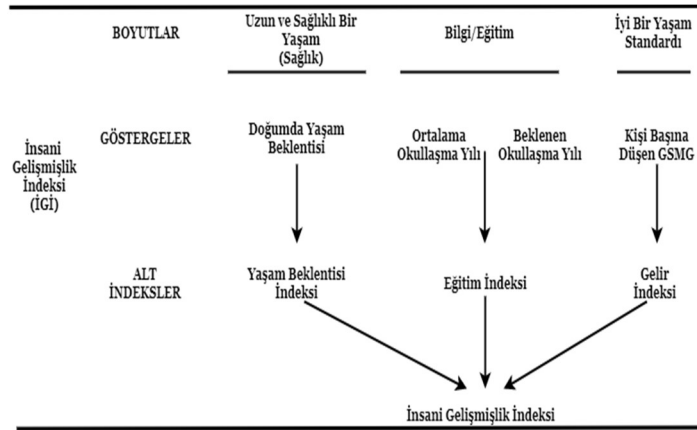 BOYUTLAR
Uzun ve Sağlıklı Bir
Yaşam
(Sağlık)
Bilgi/Eğitim
İyi Bir Yaşam
Standardı
İnsani
Gelişmişlik
İndeksi
(İGİ)
GÖSTERGELER
Doğumda Yaşam
Beklentisi
Ortalama
Okullaşma Yılı
Beklenen
Okullaşma Yılı
Kişi Başına
Düşen GSMG
ALT
İNDEKSLER
Yaşam Beklentisi
İndeksi
Eğitim İndeksi
Gelir
İndeksi
İnsani Gelişmişlik İndeksi